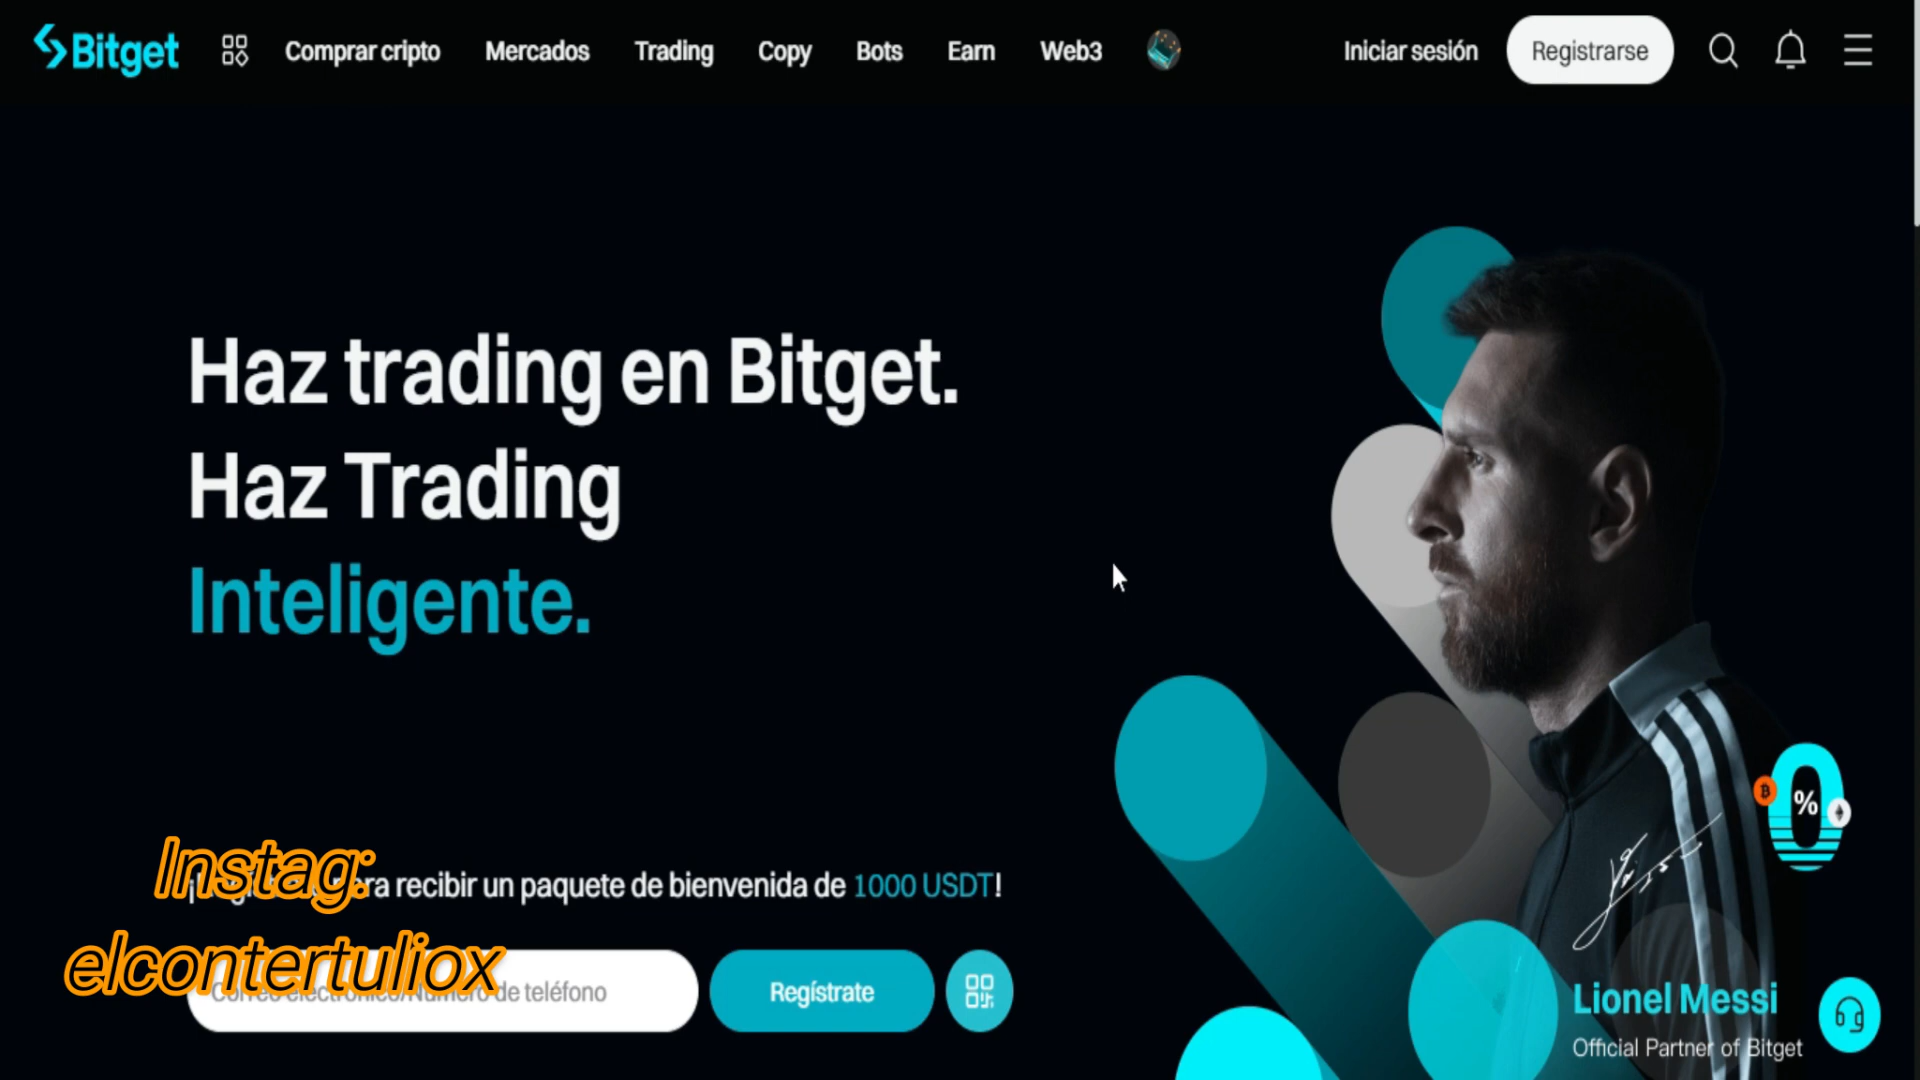 Bitget
Comprar cripto
Mercados
Trading
Copy
Bots
Earn
Web3
Iniciar sesión
Registrarse
Haz trading en Bitget.
Haz Trading
Inteligente.
0%
recibir un paquete de bienvenida de 1000 USDT!
Instag:
elcontertuliox
de teléfono
Regístrate
Lionel Messi
Official Partner of Bitget